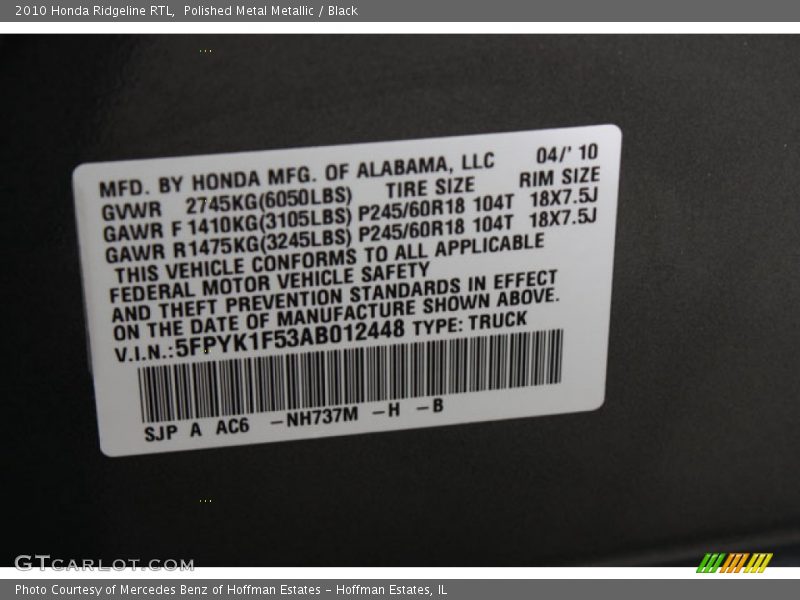 2010 Honda Ridgeline RTL,  Polished Metal Metallic / Black
MFD. BY HONDA MFG. OF ALABAMA, LLC 04/' 10
GVWR 2745KG(6050LBS) TIRE SIZE RIM SIZE
GAWR F 1410KG(3105LBS) P245/60R18 104T 18X7.5J
GAWR R1475KG(3245LBS) P245/60R18 104T 18X7.5J
THIS VEHICLE CONFORMS TO ALL APPLICABLE
FEDERAL MOTOR VEHICLE SAFETY
AND THEFT PREVENTION STANDARDS IN EFFECT
ON THE DATE OF MANUFACTURE SHOWN ABOVE.
V.I.N.:5FPYK1F53AB012448 TYPE: TRUCK
SJP A AC6 -NH737M -H -B
GTCARLOT.COM
Photo Courtesy of Mercedes Benz of Hoffman Estates - Hoffman Estates, IL